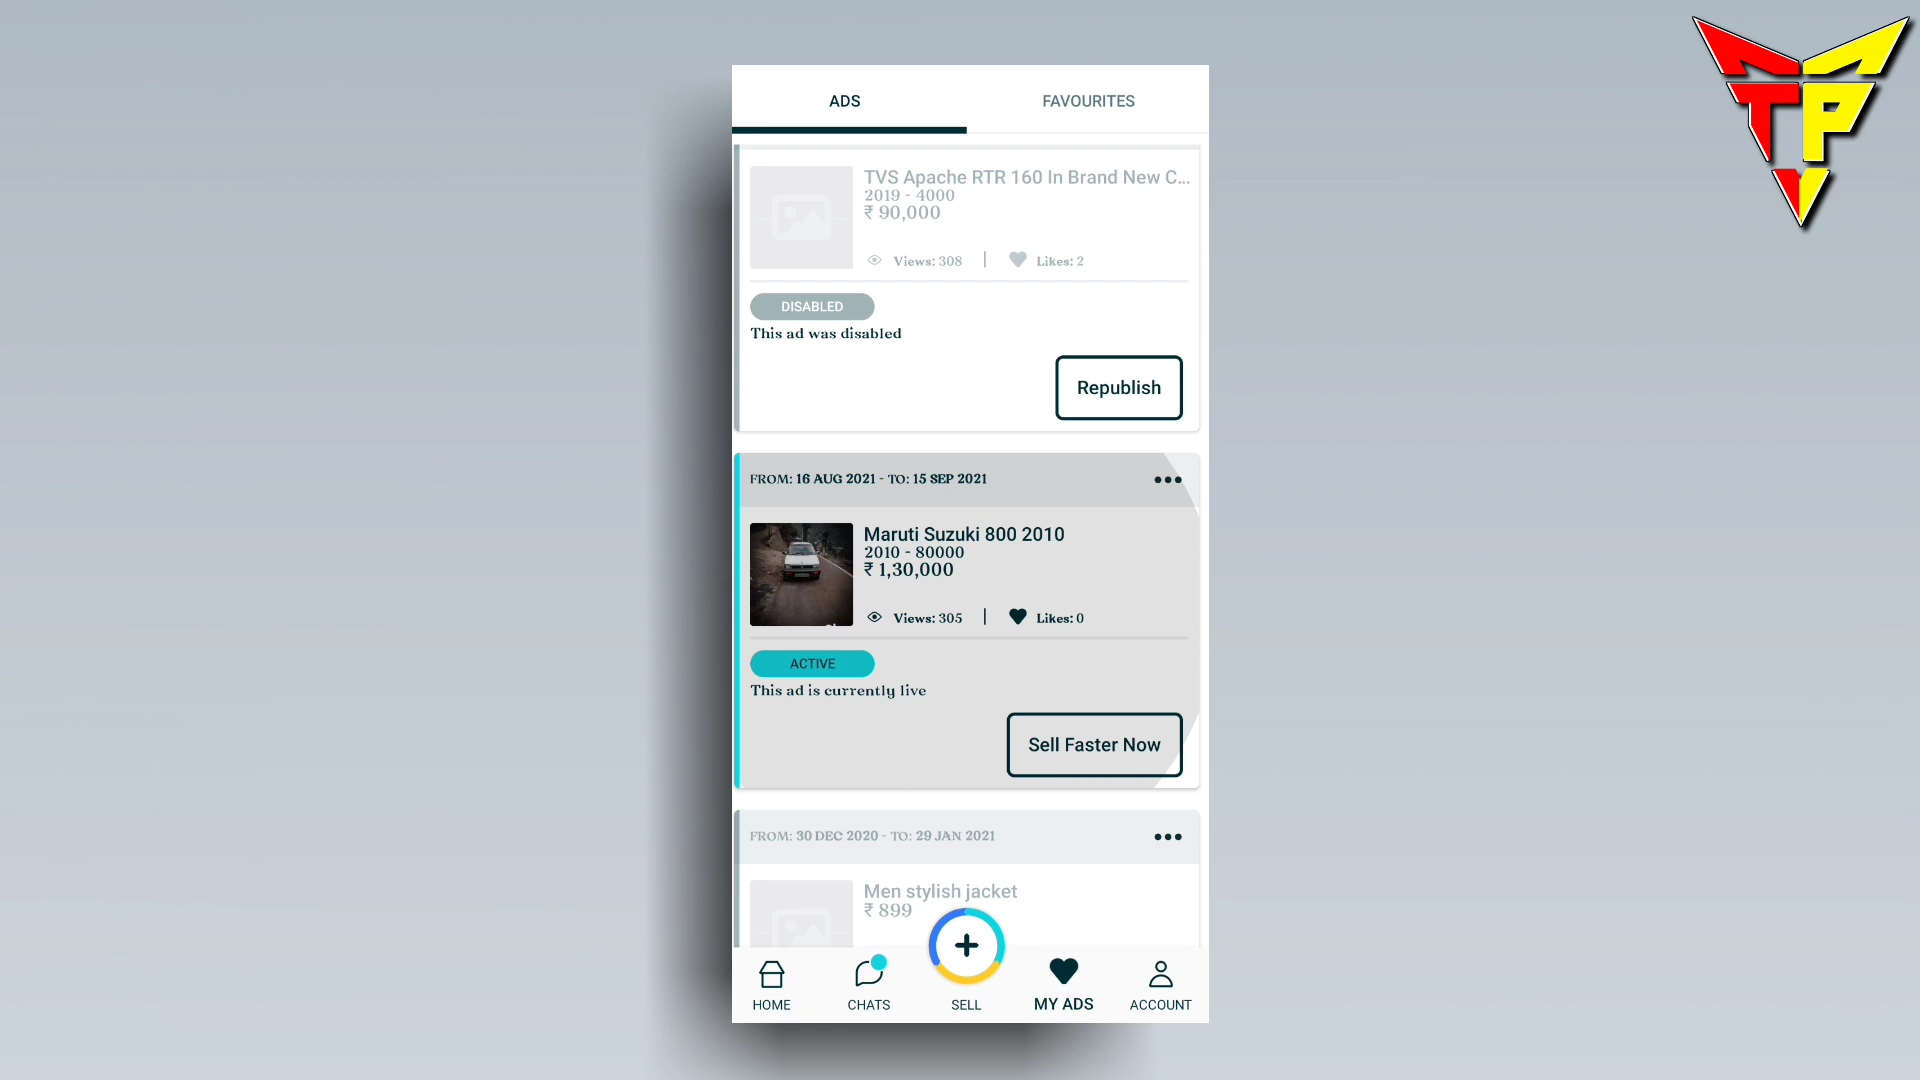 ADS
FAVOURITES
TVS Apache RTR 160 In Brand New C...
2019 - 4000
₹ 90,000
Views: 308 | Likes: 2
DISABLED
This ad was disabled
Republish
FROM: 16 AUG 2021 - TO: 15 SEP 2021
Maruti Suzuki 800 2010
2010 - 80000
₹ 1,30,000
Views: 305 | Likes: 0
ACTIVE
This ad is currently live
Sell Faster Now
FROM: 30 DEC 2020 - TO: 29 JAN 2021
Men stylish jacket
₹ 899
HOME
CHATS
SELL
MY ADS
ACCOUNT
TP